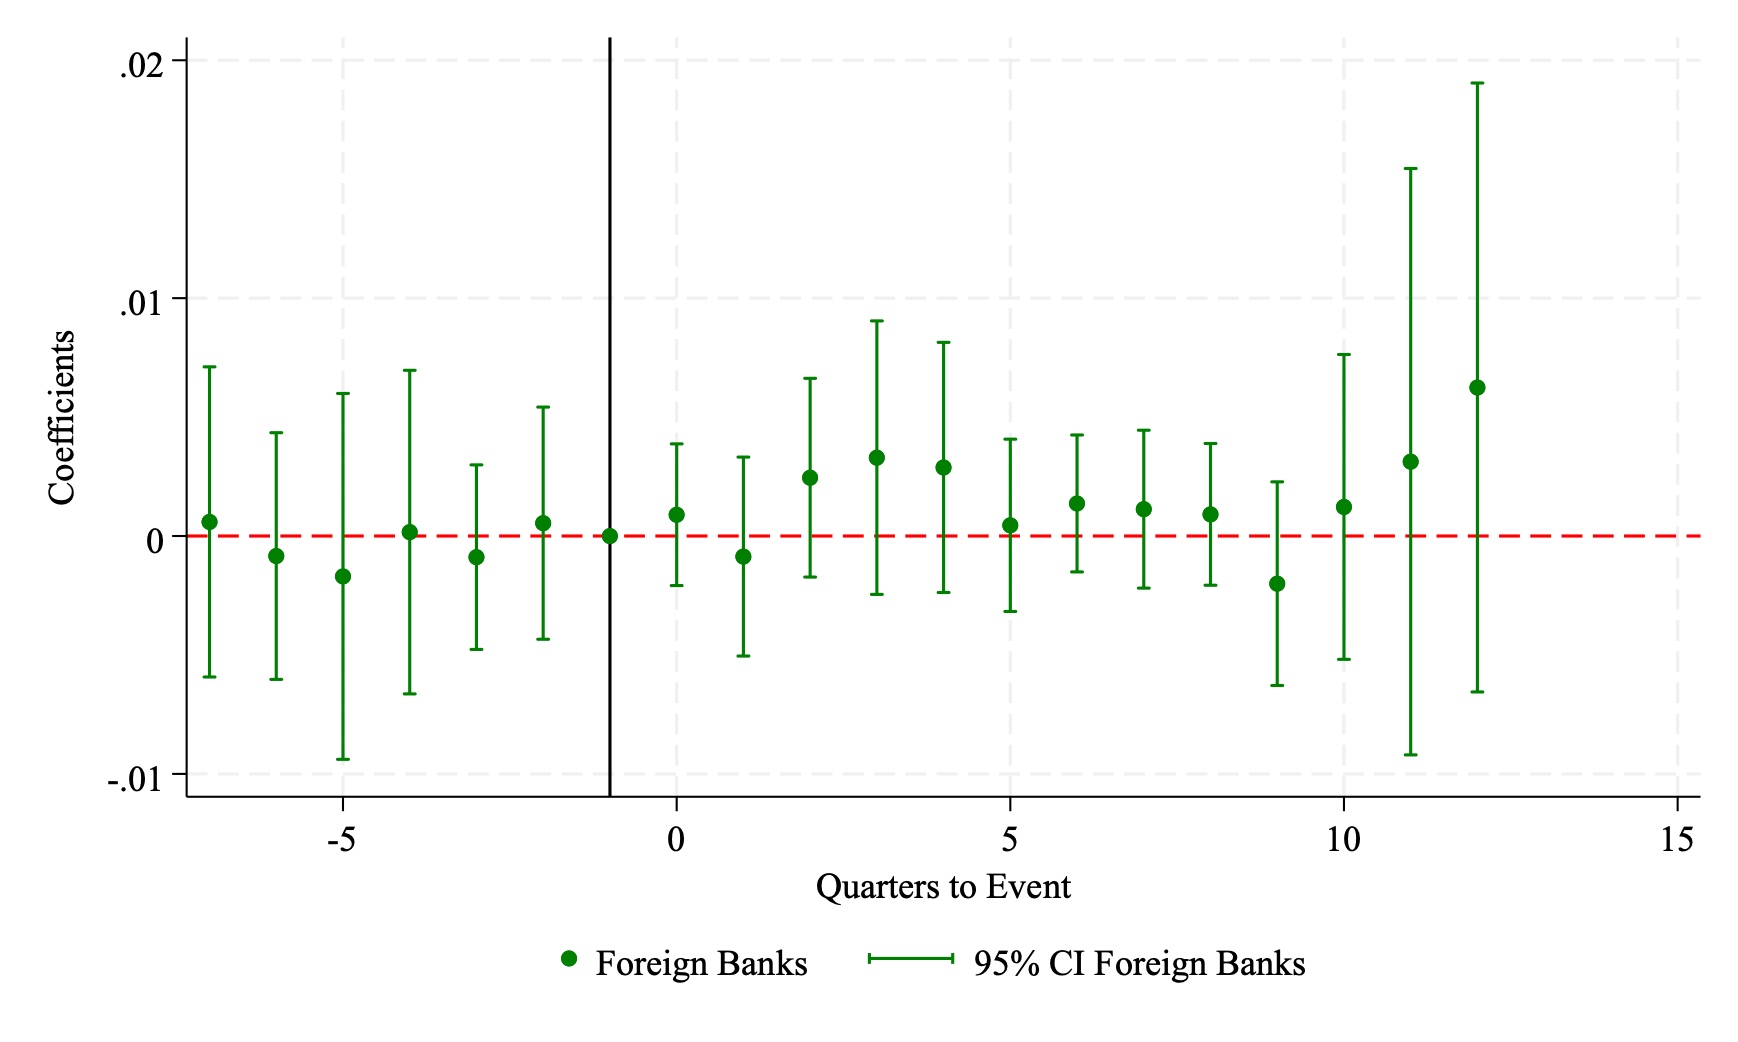 .02
.01
0
-.01
Coefficients
-5 0 5 10 15
Quarters to Event
Foreign Banks 95% CI Foreign Banks